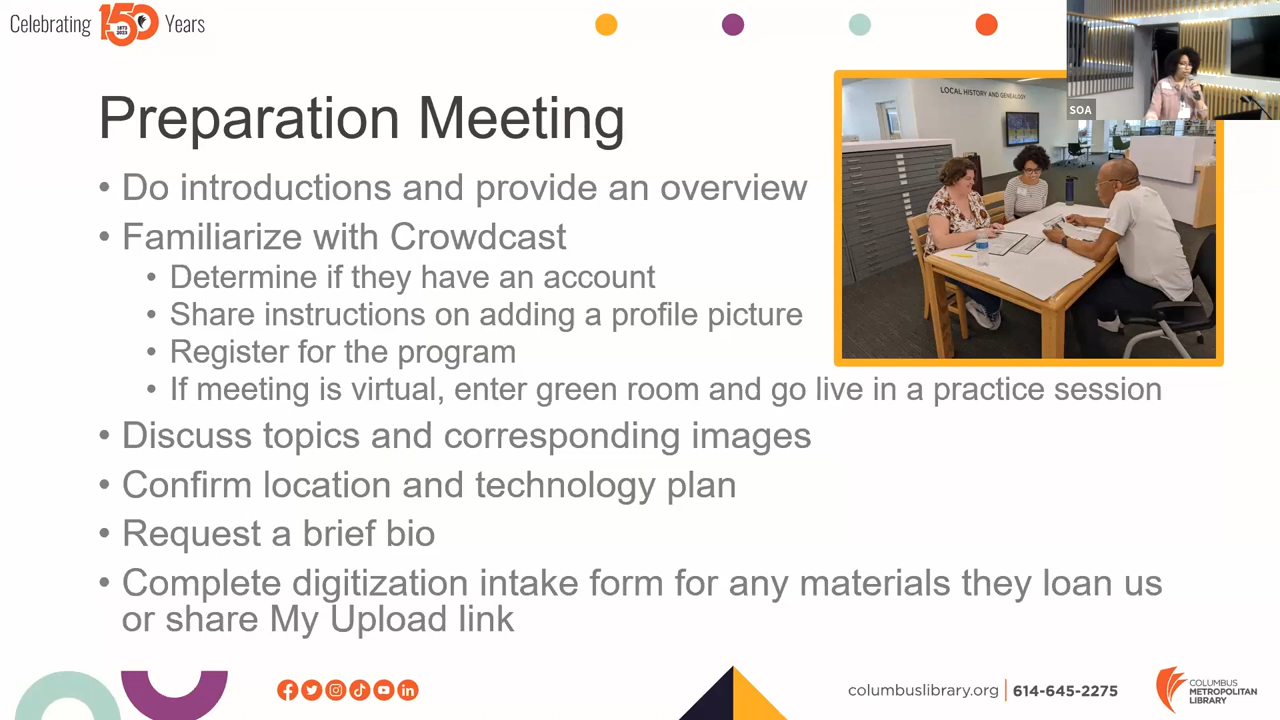 Celebrating 150 Years
1873
2023
SOA
LOCAL HISTORY AND GENEALOGY
Preparation Meeting
• Do introductions and provide an overview
• Familiarize with Crowdcast
• Determine if they have an account
• Share instructions on adding a profile picture
• Register for the program
• If meeting is virtual, enter green room and go live in a practice session
• Discuss topics and corresponding images
• Confirm location and technology plan
• Request a brief bio
• Complete digitization intake form for any materials they loan us
or share My Upload link
columbuslibrary.org | 614-645-2275
COLUMBUS
METROPOLITAN
LIBRARY